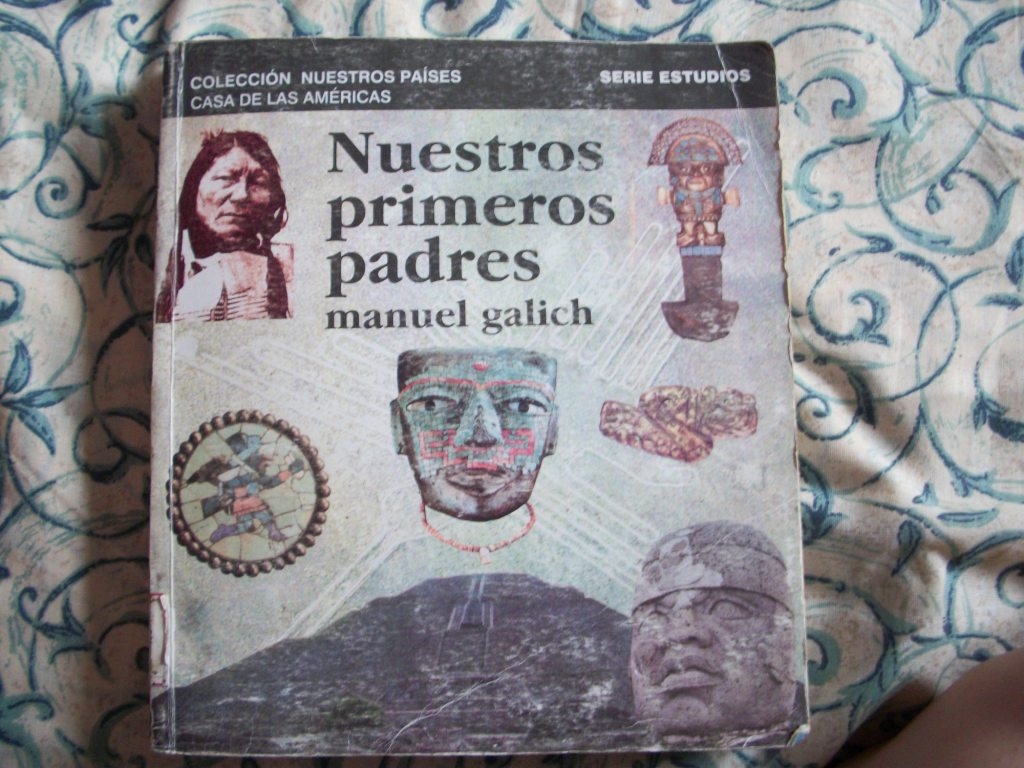 COLECCIÓN NUESTROS PAÍSES
CASA DE LAS AMÉRICAS
SERIE ESTUDIOS
Nuestros
primeros
padres
manuel galich